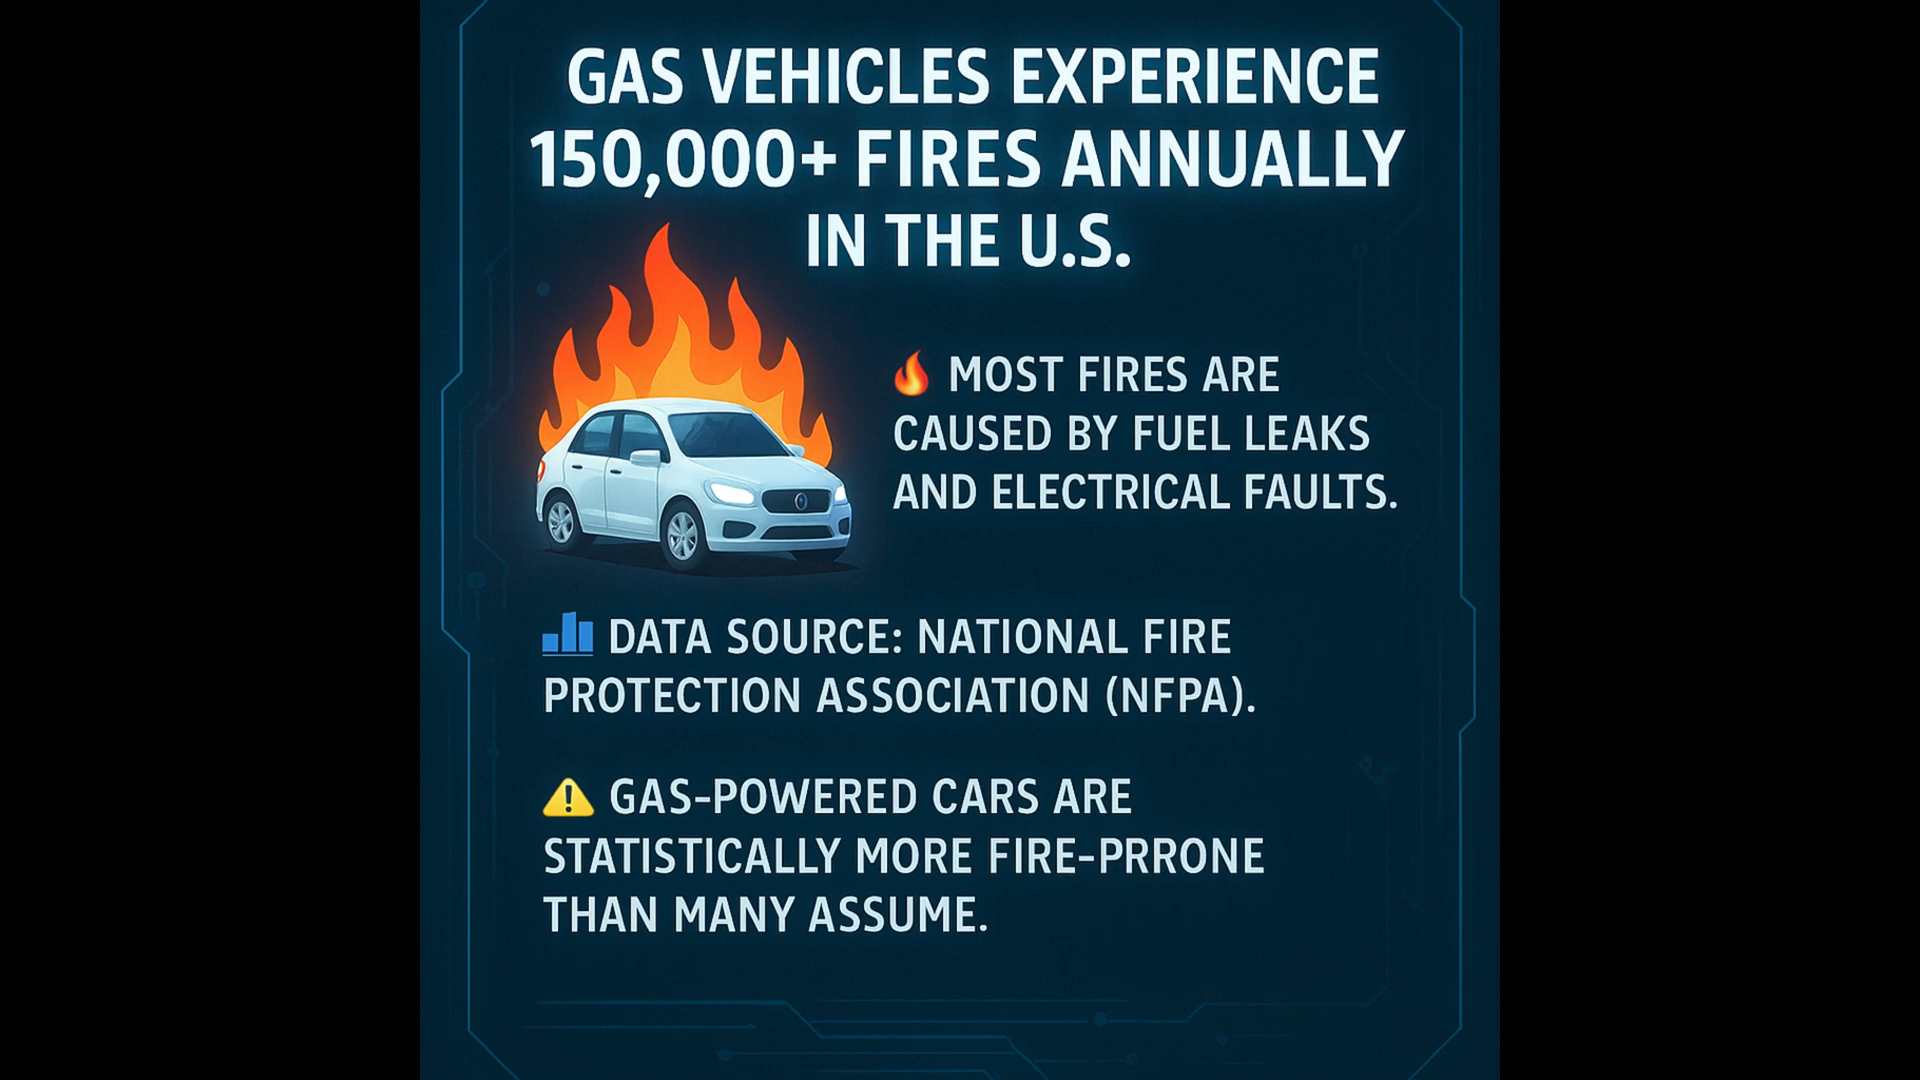 GAS VEHICLES EXPERIENCE
150,000+ FIRES ANNUALLY
IN THE U.S.
🔥 MOST FIRES ARE
CAUSED BY FUEL LEAKS
AND ELECTRICAL FAULTS.
📊 DATA SOURCE: NATIONAL FIRE
PROTECTION ASSOCIATION (NFPA).
⚠️ GAS-POWERED CARS ARE
STATISTICALLY MORE FIRE-PRRONE
THAN MANY ASSUME.